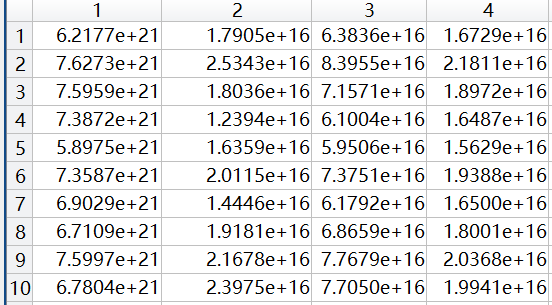 1 2 3 4
1 6.2177e+21 1.7905e+16 6.3836e+16 1.6729e+16
2 7.6273e+21 2.5343e+16 8.3955e+16 2.1811e+16
3 7.5959e+21 1.8036e+16 7.1571e+16 1.8972e+16
4 7.3872e+21 1.2394e+16 6.1004e+16 1.6487e+16
5 5.8975e+21 1.6359e+16 5.9506e+16 1.5629e+16
6 7.3587e+21 2.0115e+16 7.3751e+16 1.9388e+16
7 6.9029e+21 1.4446e+16 6.1792e+16 1.6500e+16
8 6.7109e+21 1.9181e+16 6.8659e+16 1.8001e+16
9 7.5997e+21 2.1678e+16 7.7679e+16 2.0368e+16
10 6.7804e+21 2.3975e+16 7.7050e+16 1.9941e+16